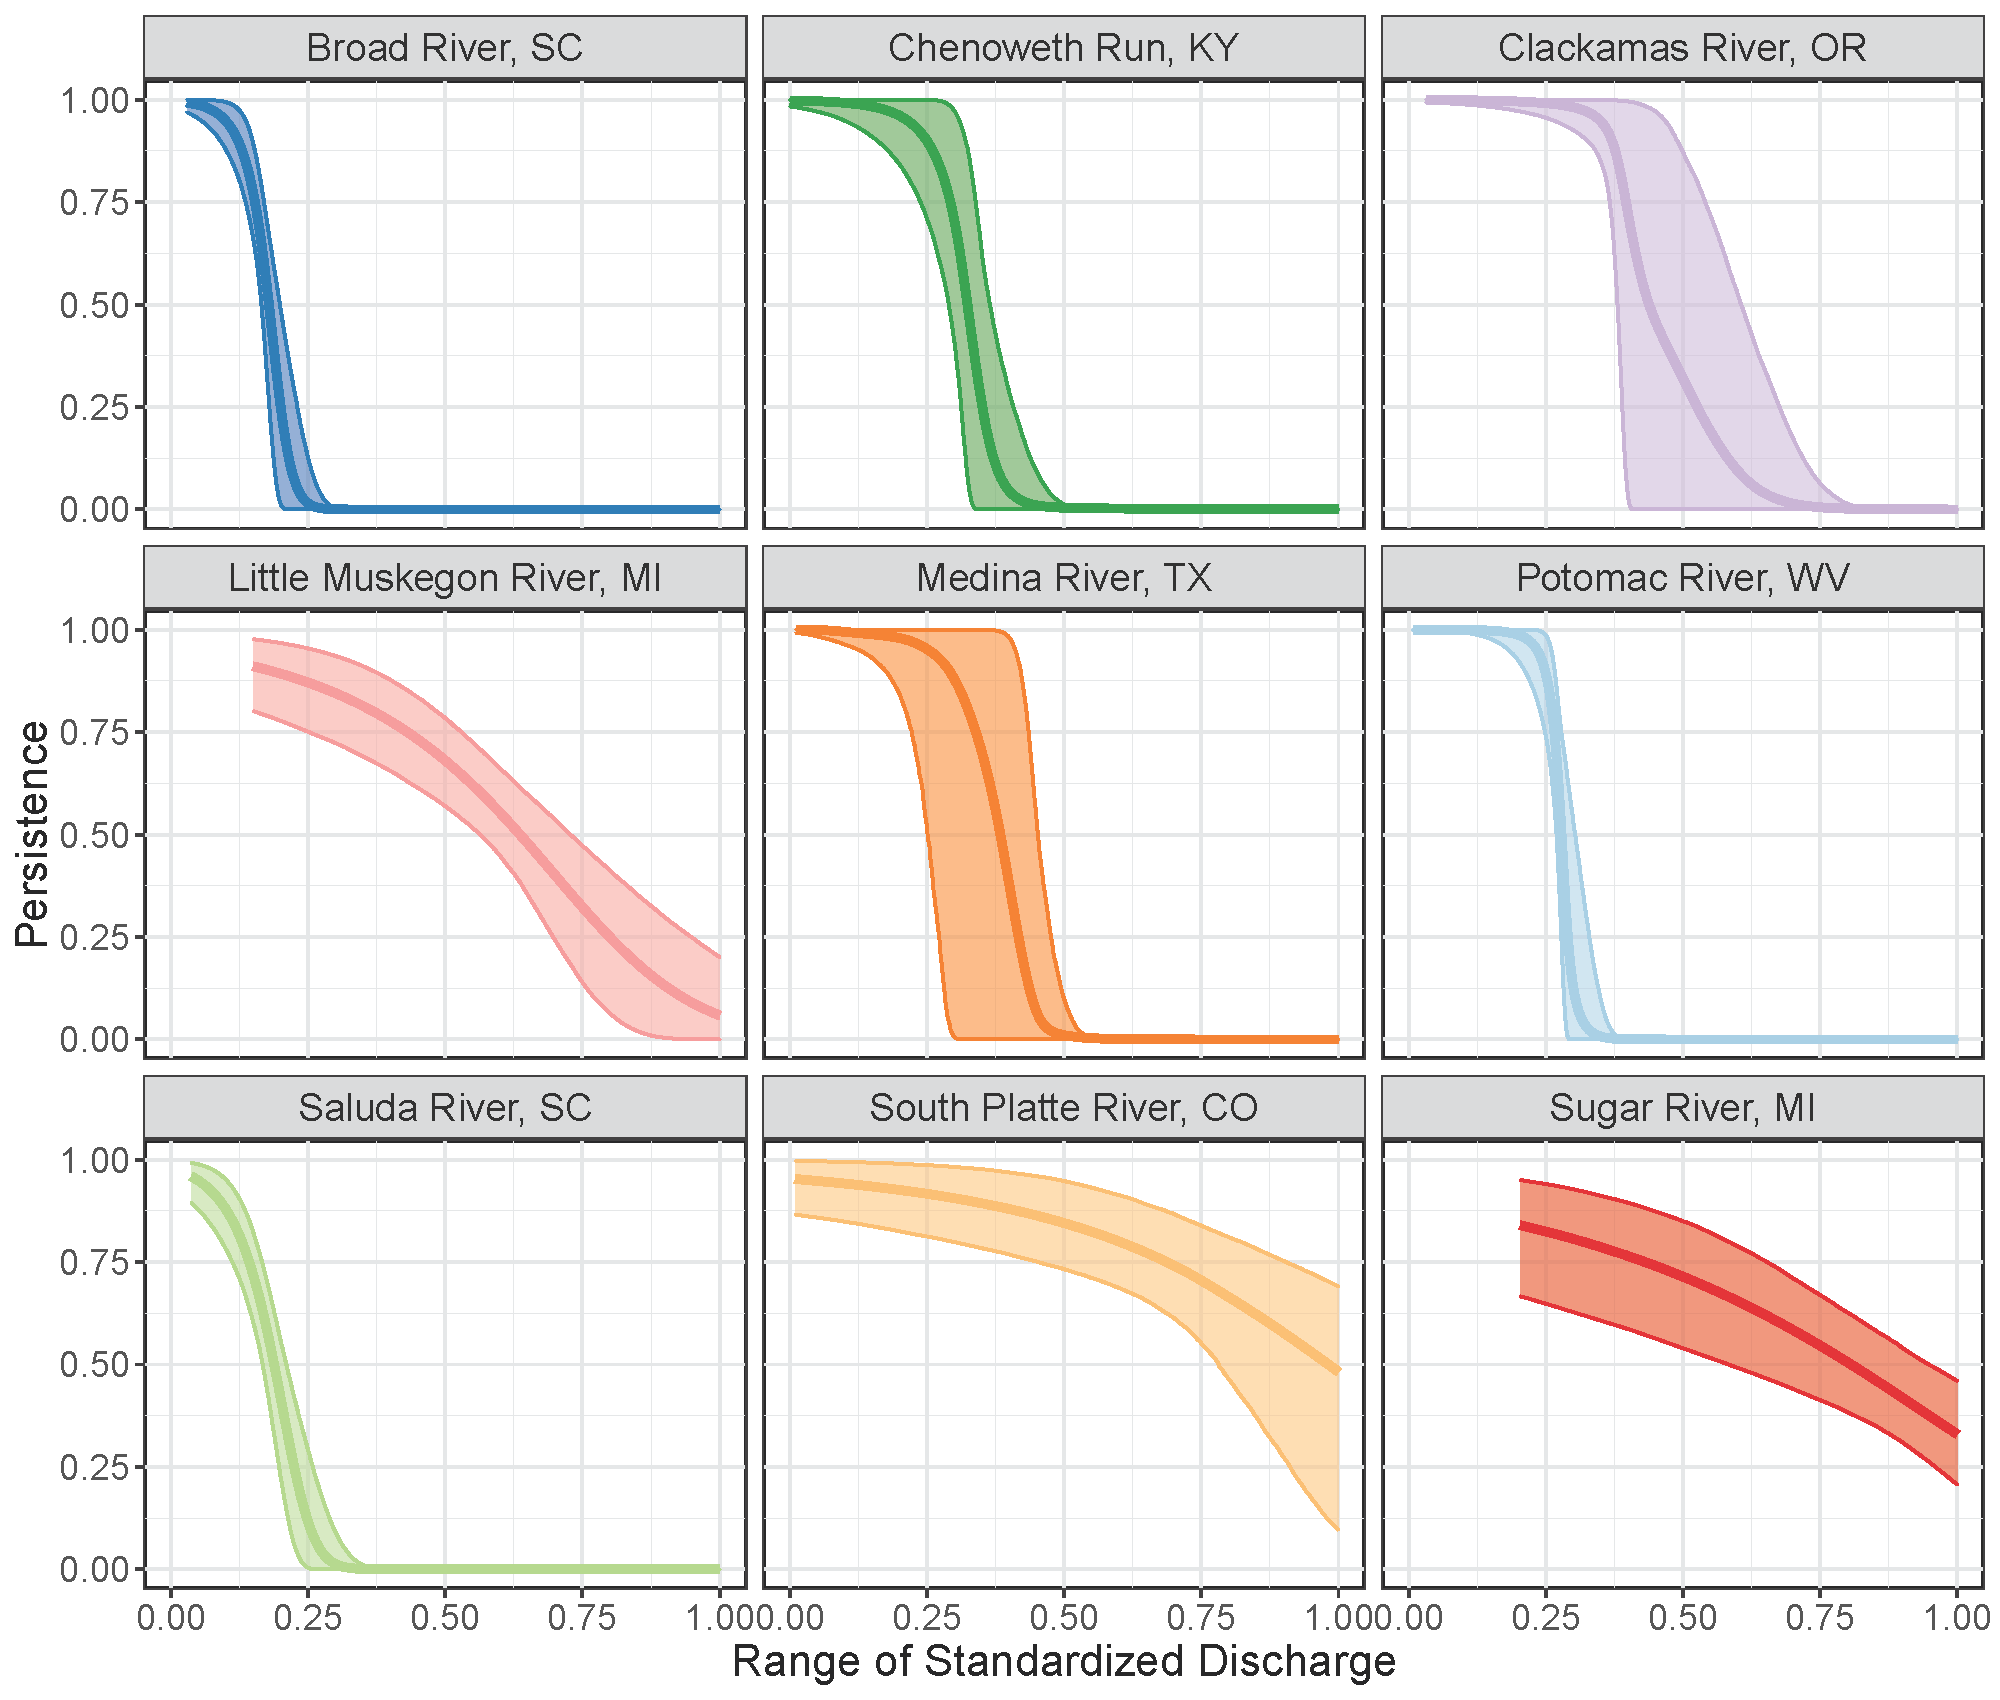 Broad River, SC
Chenoweth Run, KY
Clackamas River, OR
1.00
0.75
0.50
0.25
0.00
Little Muskegon River, MI
Medina River, TX
Potomac River, WV
1.00
0.75
0.50
0.25
0.00
Persistence
Saluda River, SC
South Platte River, CO
Sugar River, MI
1.00
0.75
0.50
0.25
0.00
0.00 0.25 0.50 0.75 1.00 0.00 0.25 0.50 0.75 1.00 0.00 0.25 0.50 0.75 1.00
Range of Standardized Discharge